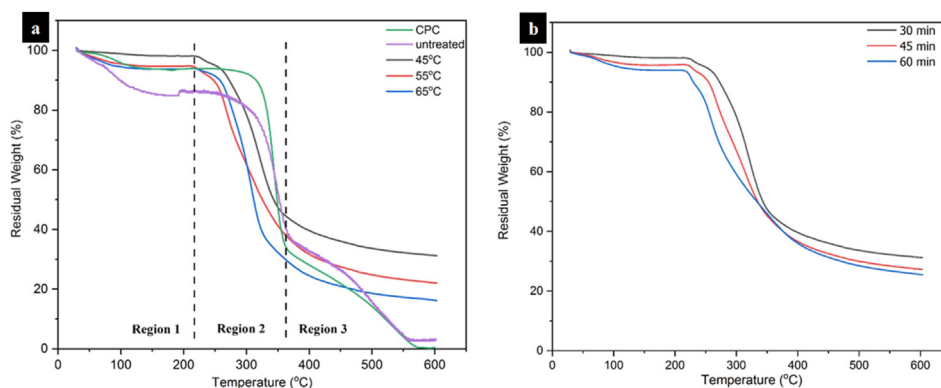 a
CPC
untreated
45°C
55°C
65°C
Residual Weight (%)
100
80
60
40
20
0
Region 1
Region 2
Region 3
0
100
200
300
400
500
600
Temperature (°C)
b
30 min
45 min
60 min
Residual Weight (%)
100
80
60
40
20
0
0
100
200
300
400
500
600
Temperature (°C)